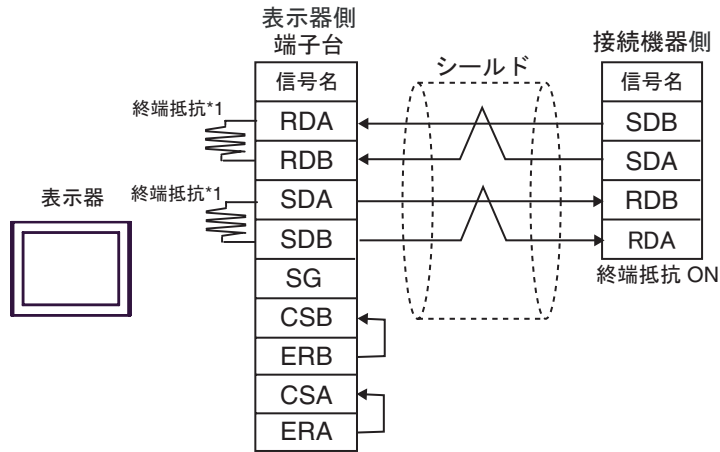 表示器側
端子台
接続機器側
シールド
信号名
信号名
終端抵抗*1
RDA
SDB
RDB
SDA
表示器
終端抵抗*1
SDA
RDB
SDB
RDA
SG
終端抵抗 ON
CSB
ERB
CSA
ERA